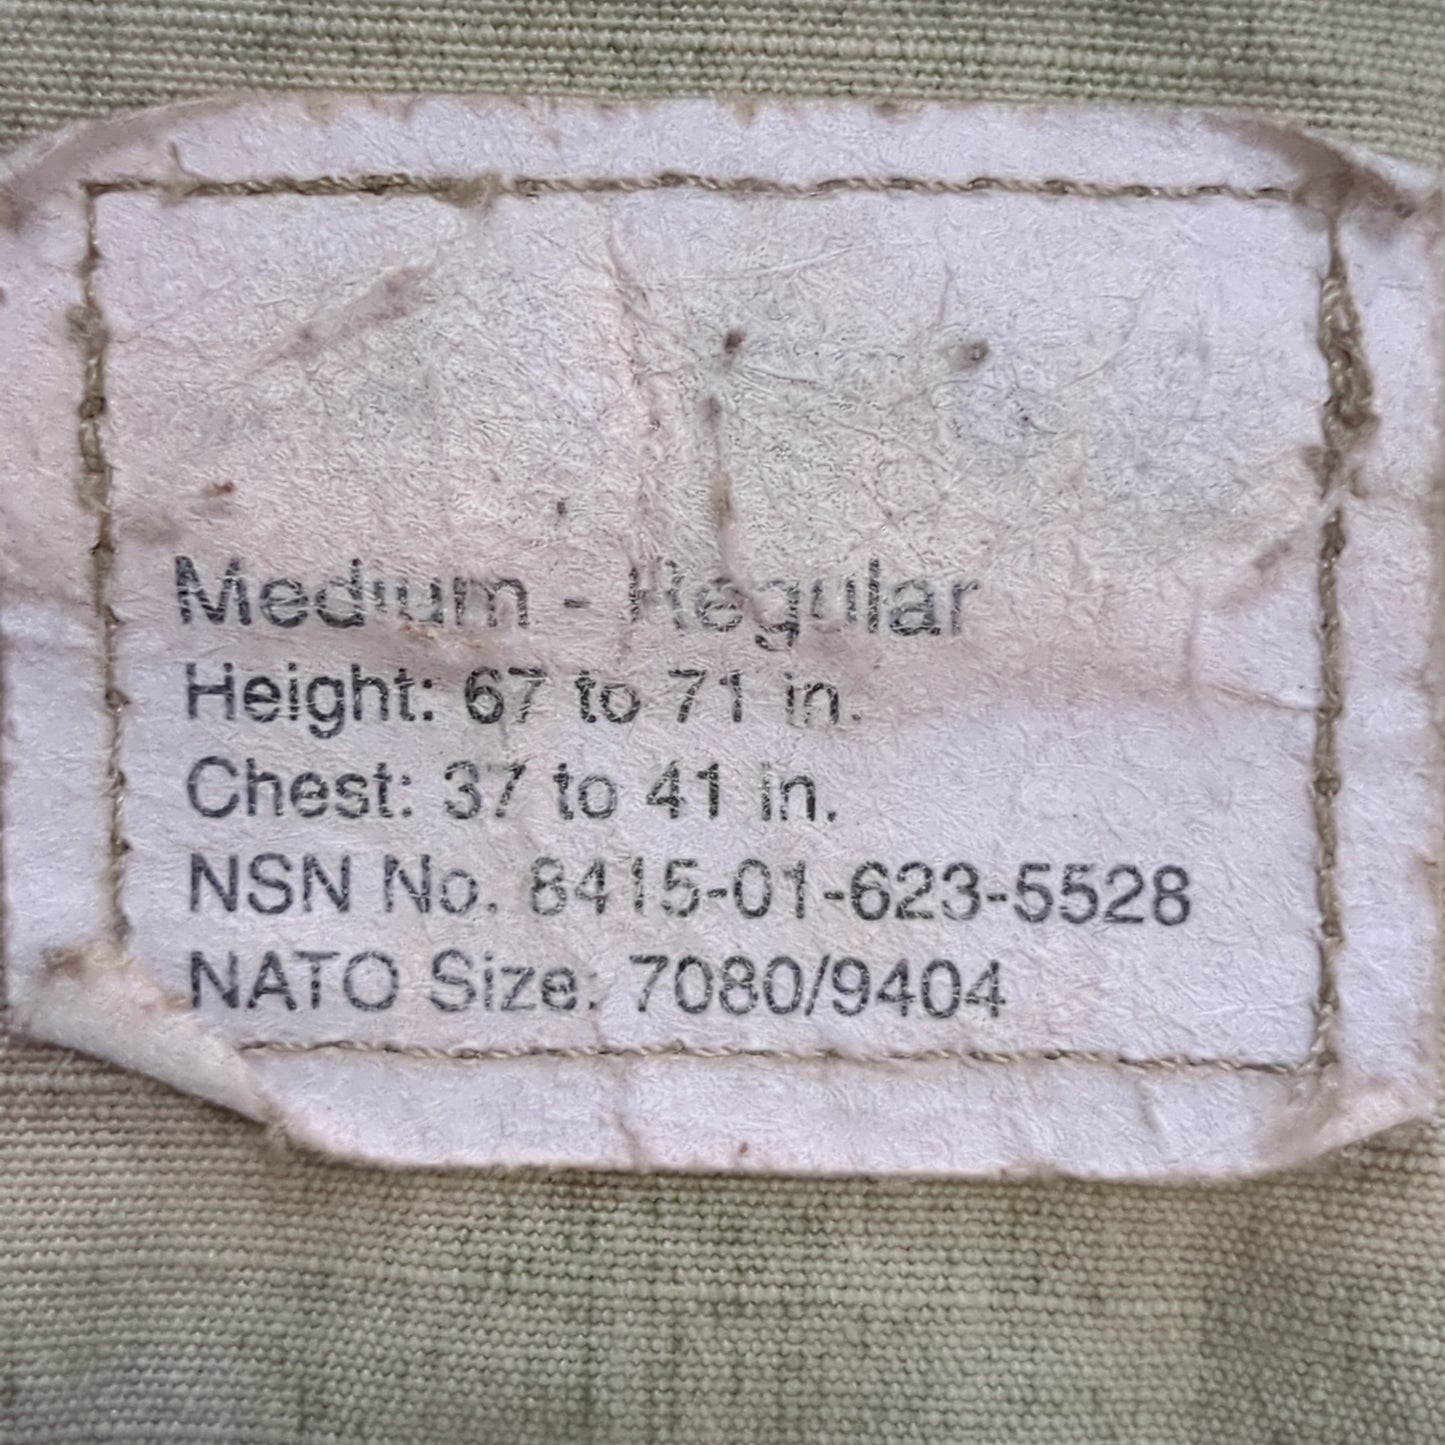 Medium - Regular
Height: 67 to 71 in.
Chest: 37 to 41 in.
NSN No. 8415-01-623-5528
NATO Size: 7080/9404